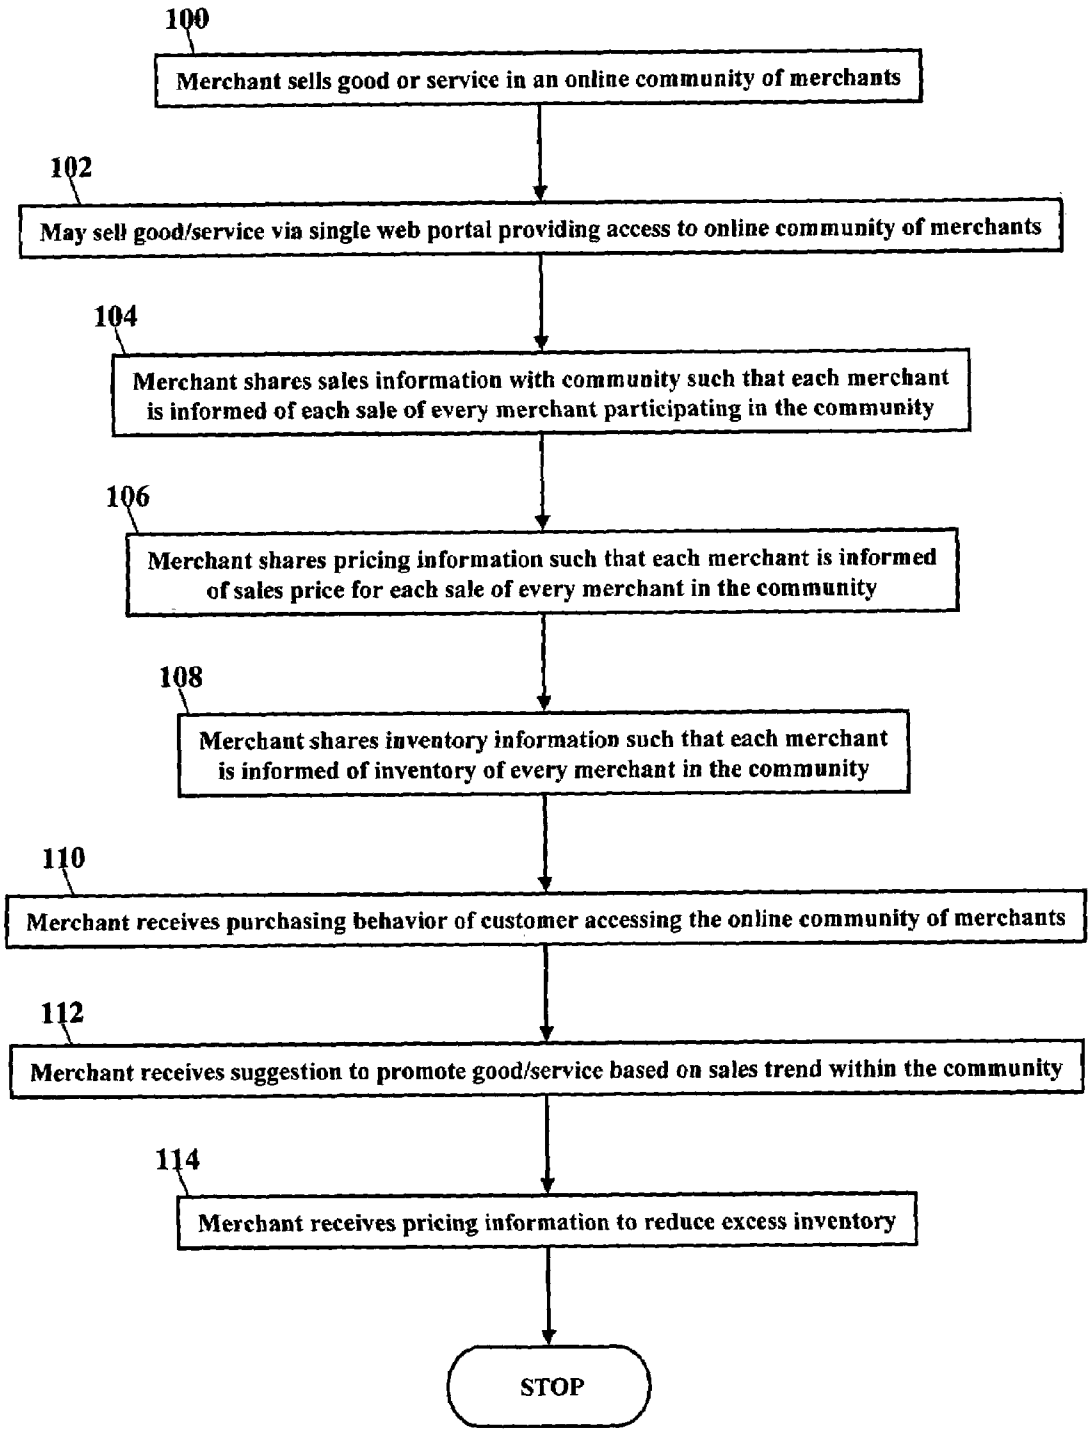 100
Merchant sells good or service in an online community of merchants
102
May sell good/service via single web portal providing access to online community of merchants
104
Merchant shares sales information with community such that each merchant
is informed of each sale of every merchant participating in the community
106
Merchant shares pricing information such that each merchant is informed
of sales price for each sale of every merchant in the community
108
Merchant shares inventory information such that each merchant
is informed of inventory of every merchant in the community
110
Merchant receives purchasing behavior of customer accessing the online community of merchants
112
Merchant receives suggestion to promote good/service based on sales trend within the community
114
Merchant receives pricing information to reduce excess inventory
STOP